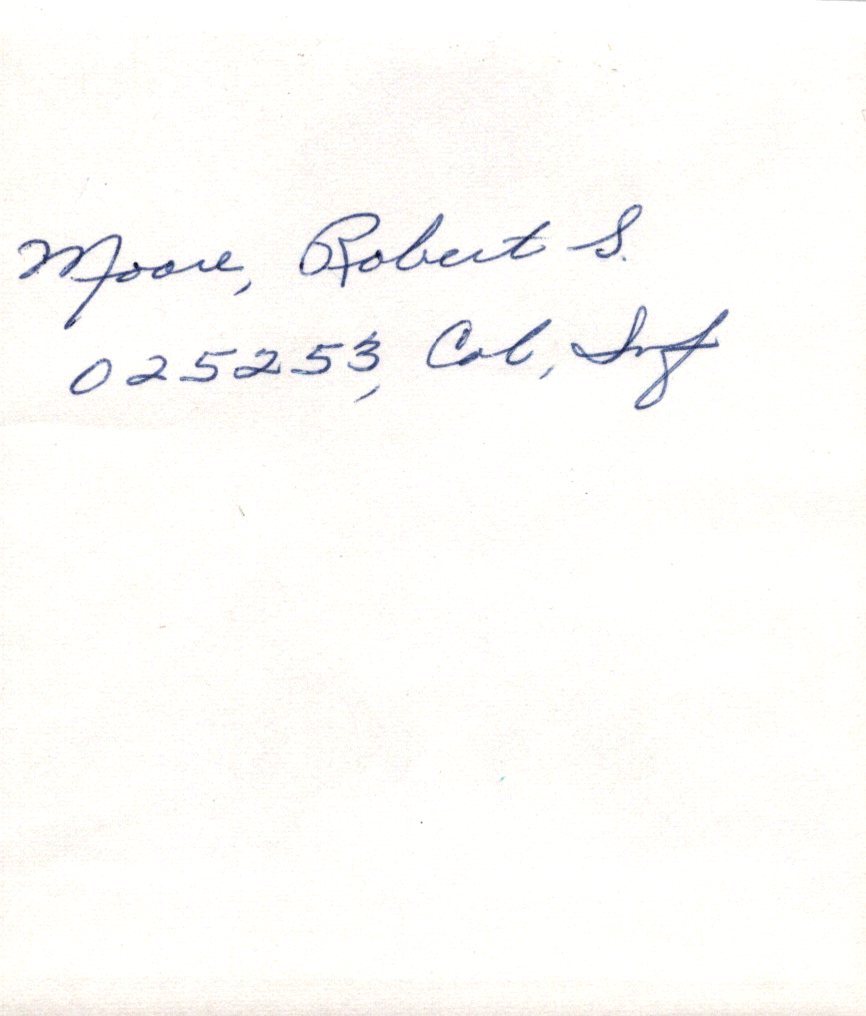 Moore, Robert S.
025253, Col, Inf